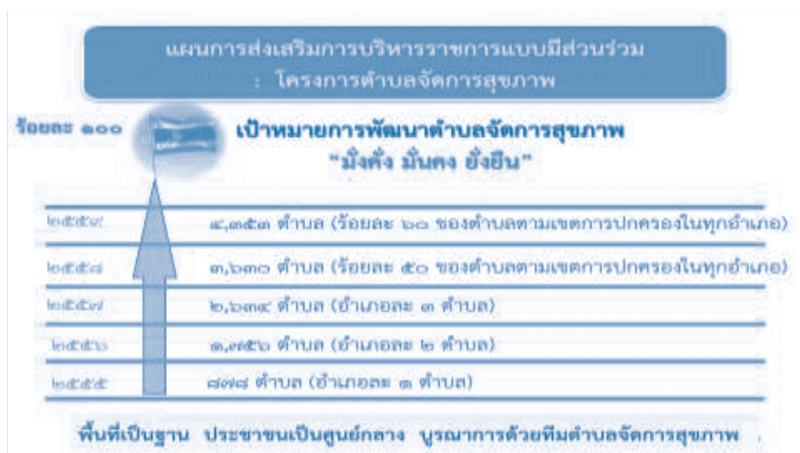 แผนการส่งเสริมการบริหารราชการแบบมีส่วนร่วม
: โครงการตำบลจัดการสุขภาพ
ร้อยละ ๑๐๐
เป้าหมายการพัฒนาตำบลจัดการสุขภาพ
"มั่งคั่ง มั่นคง ยั่งยืน"
๒๕๕๙ ๔,๓๕๓ ตำบล (ร้อยละ ๖๐ ของตำบลตามเขตการปกครองในทุกอำเภอ)
๒๕๕๘ ๓,๖๓๐ ตำบล (ร้อยละ ๕๐ ของตำบลตามเขตการปกครองในทุกอำเภอ)
๒๕๕๗ ๒,๖๓๔ ตำบล (อำเภอละ ๓ ตำบล)
๒๕๕๖ ๑,๗๕๖ ตำบล (อำเภอละ ๒ ตำบล)
๒๕๕๕ ๘๗๘ ตำบล (อำเภอละ ๑ ตำบล)
พื้นที่เป็นฐาน ประชาชนเป็นศูนย์กลาง บูรณาการด้วยทีมตำบลจัดการสุขภาพ